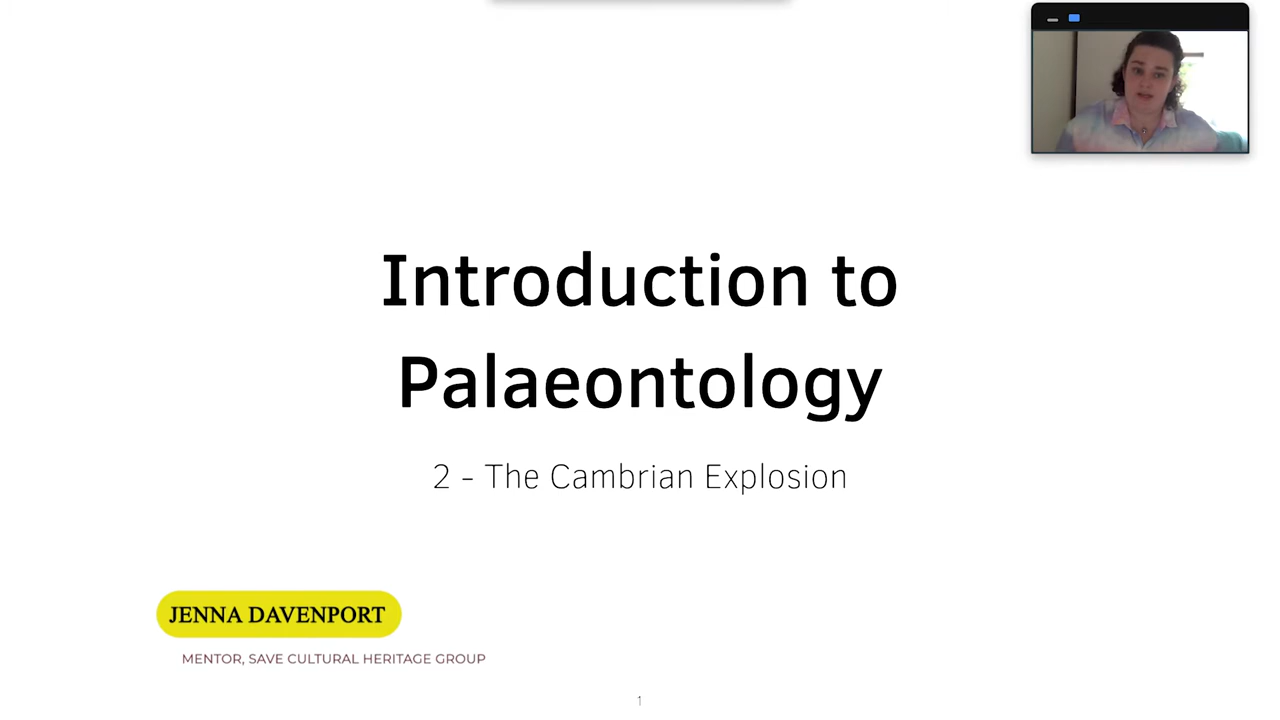 Introduction to
Palaeontology
2 - The Cambrian Explosion
JENNA DAVENPORT
MENTOR, SAVE CULTURAL HERITAGE GROUP
1